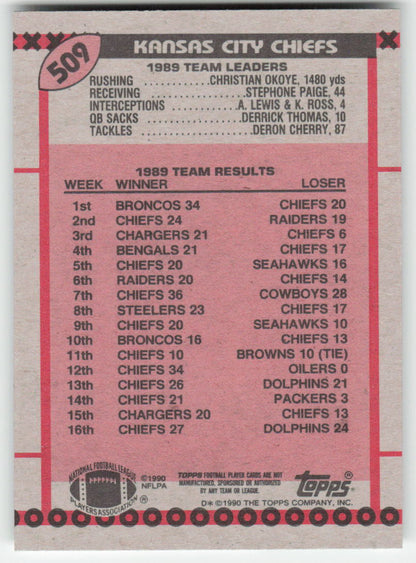 509
KANSAS CITY CHIEFS
1989 TEAM LEADERS
RUSHING ............CHRISTIAN OKOYE, 1480 yds
RECEIVING ....................STEPHONE PAIGE, 44
INTERCEPTIONS ........A. LEWIS & K. ROSS, 4
QB SACKS ..................DERRICK THOMAS, 10
TACKLES ........................DERON CHERRY, 87
1989 TEAM RESULTS
WEEK WINNER LOSER
1st BRONCOS 34 CHIEFS 20
2nd CHIEFS 24 RAIDERS 19
3rd CHARGERS 21 CHIEFS 6
4th BENGALS 21 CHIEFS 17
5th CHIEFS 20 SEAHAWKS 16
6th RAIDERS 20 CHIEFS 14
7th CHIEFS 36 COWBOYS 28
8th STEELERS 23 CHIEFS 17
9th CHIEFS 20 SEAHAWKS 10
10th BRONCOS 16 CHIEFS 13
11th CHIEFS 10 BROWNS 10 (TIE)
12th CHIEFS 34 OILERS 0
13th CHIEFS 26 DOLPHINS 21
14th CHIEFS 21 PACKERS 3
15th CHARGERS 20 CHIEFS 13
16th CHIEFS 27 DOLPHINS 24
NATIONAL FOOTBALL LEAGUE
PLAYERS ASSOCIATION
©1990
NFLPA
TOPPS FOOTBALL PLAYER CARDS ARE NOT
MANUFACTURED, SPONSORED OR AUTHORIZED
BY ANY TEAM OR LEAGUE.
TOPPS®
D* ©1990 THE TOPPS COMPANY, INC.